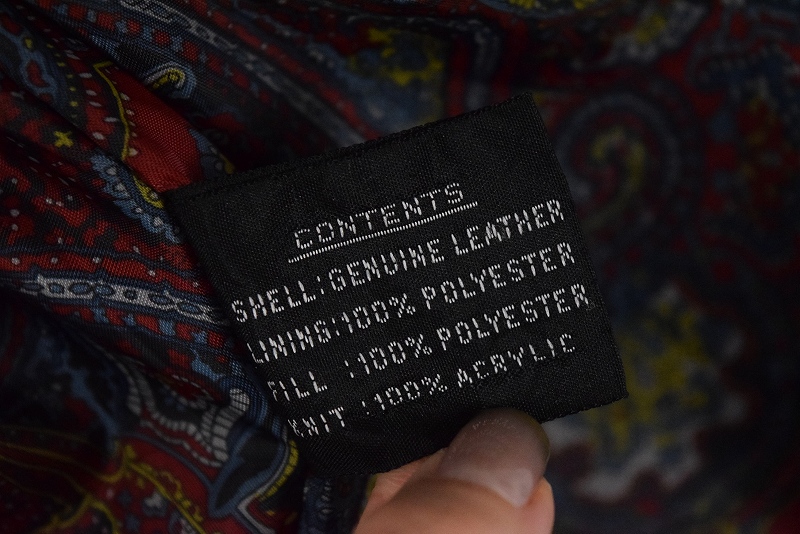 CONTENTS
SHELL:GENUINE LEATHER
LINING:100% POLYESTER
FILL :100% POLYESTER
KNIT :100% ACRYLIC